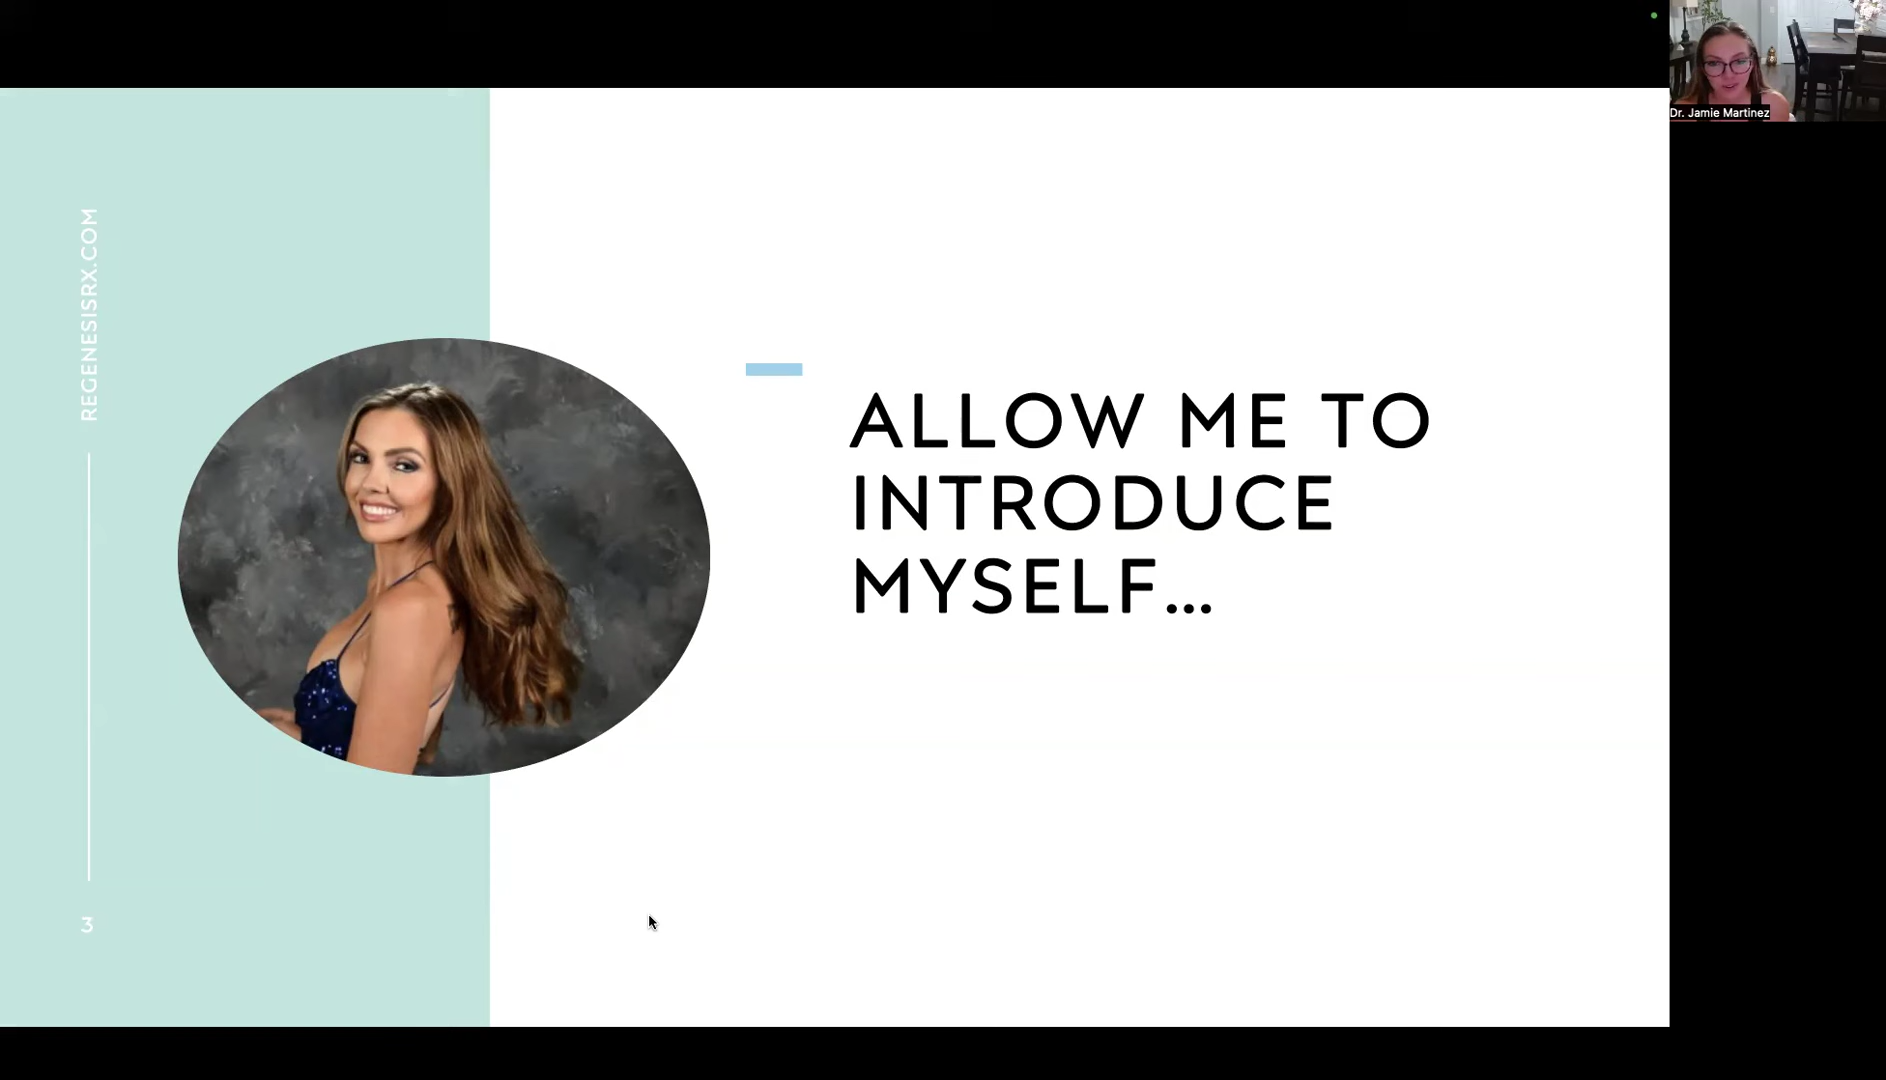 Dr. Jamie Martinez
REGENESISRX.COM
ALLOW ME TO
INTRODUCE
MYSELF...
3